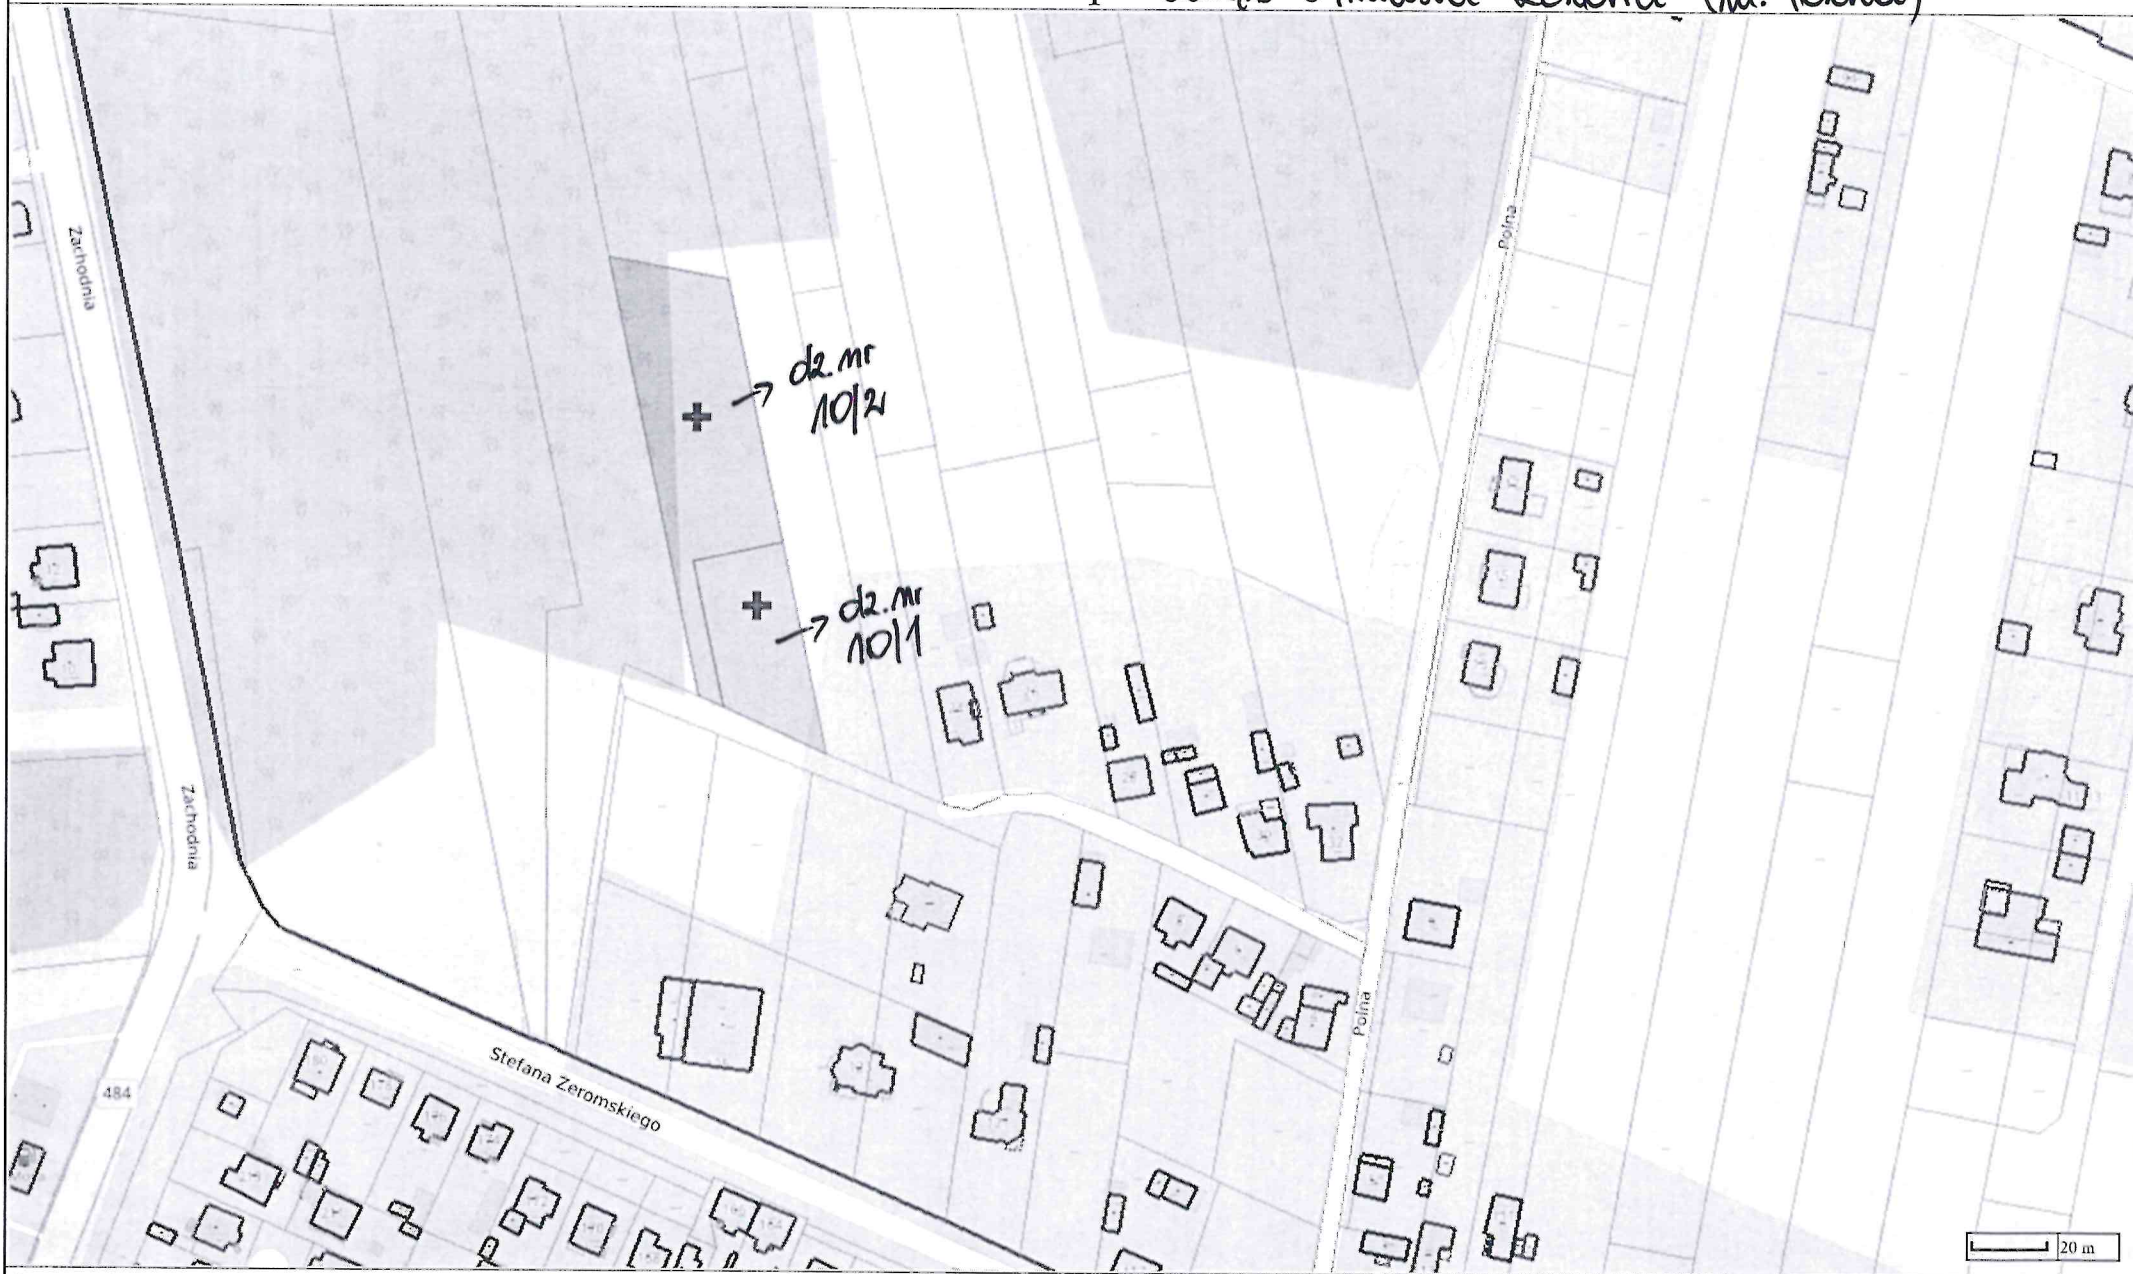 Zachodnia
Polna
dz. nr
10/2
dz. nr
10/1
Zachodnia
Polna
Stefana Żeromskiego
484
20 m